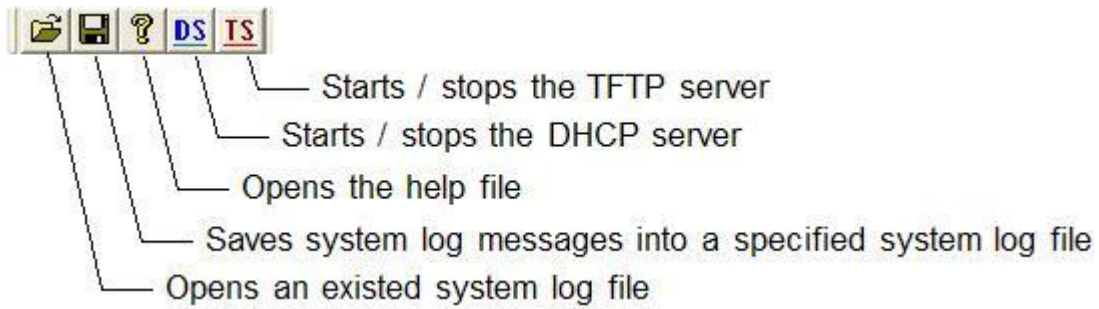 ? DS TS
Starts / stops the TFTP server
Starts / stops the DHCP server
Opens the help file
Saves system log messages into a specified system log file
Opens an existed system log file